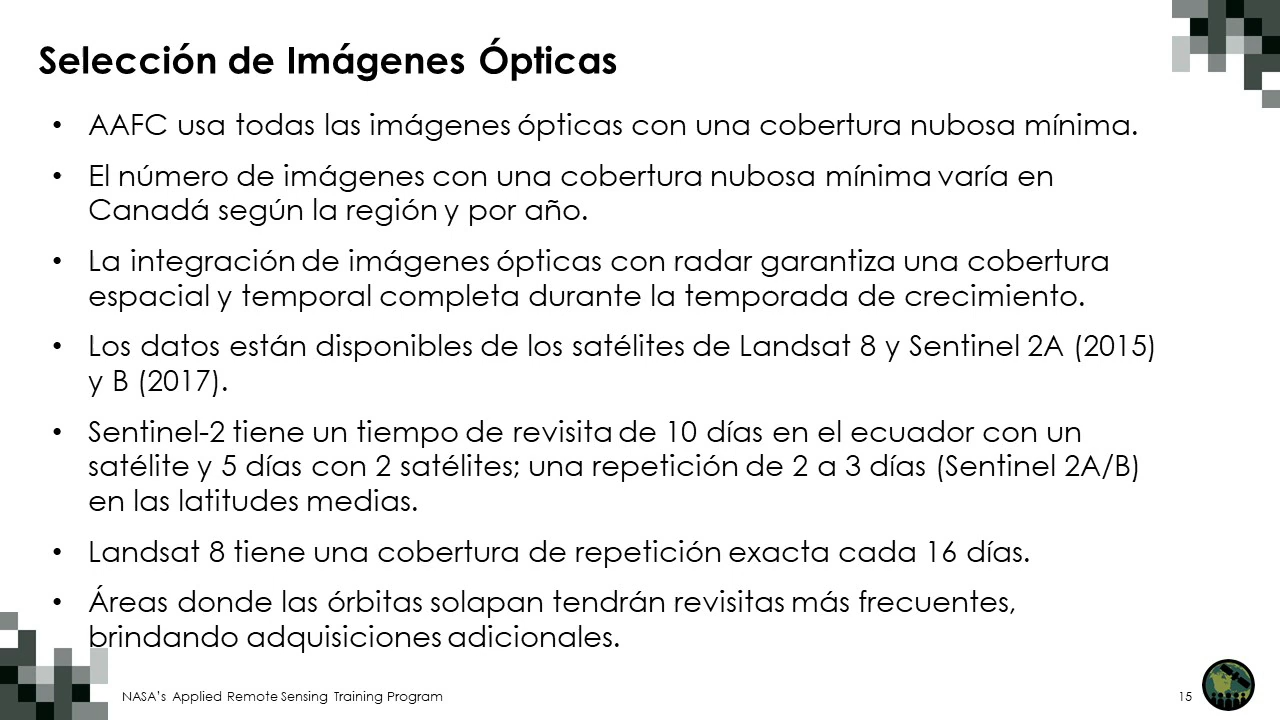 Selección de Imágenes Ópticas
• AAFC usa todas las imágenes ópticas con una cobertura nubosa mínima.
• El número de imágenes con una cobertura nubosa mínima varía en
Canadá según la región y por año.
• La integración de imágenes ópticas con radar garantiza una cobertura
espacial y temporal completa durante la temporada de crecimiento.
• Los datos están disponibles de los satélites de Landsat 8 y Sentinel 2A (2015)
y B (2017).
• Sentinel-2 tiene un tiempo de revisita de 10 días en el ecuador con un
satélite y 5 días con 2 satélites; una repetición de 2 a 3 días (Sentinel 2A/B)
en las latitudes medias.
• Landsat 8 tiene una cobertura de repetición exacta cada 16 días.
• Áreas donde las órbitas solapan tendrán revisitas más frecuentes,
brindando adquisiciones adicionales.
NASA's Applied Remote Sensing Training Program
15